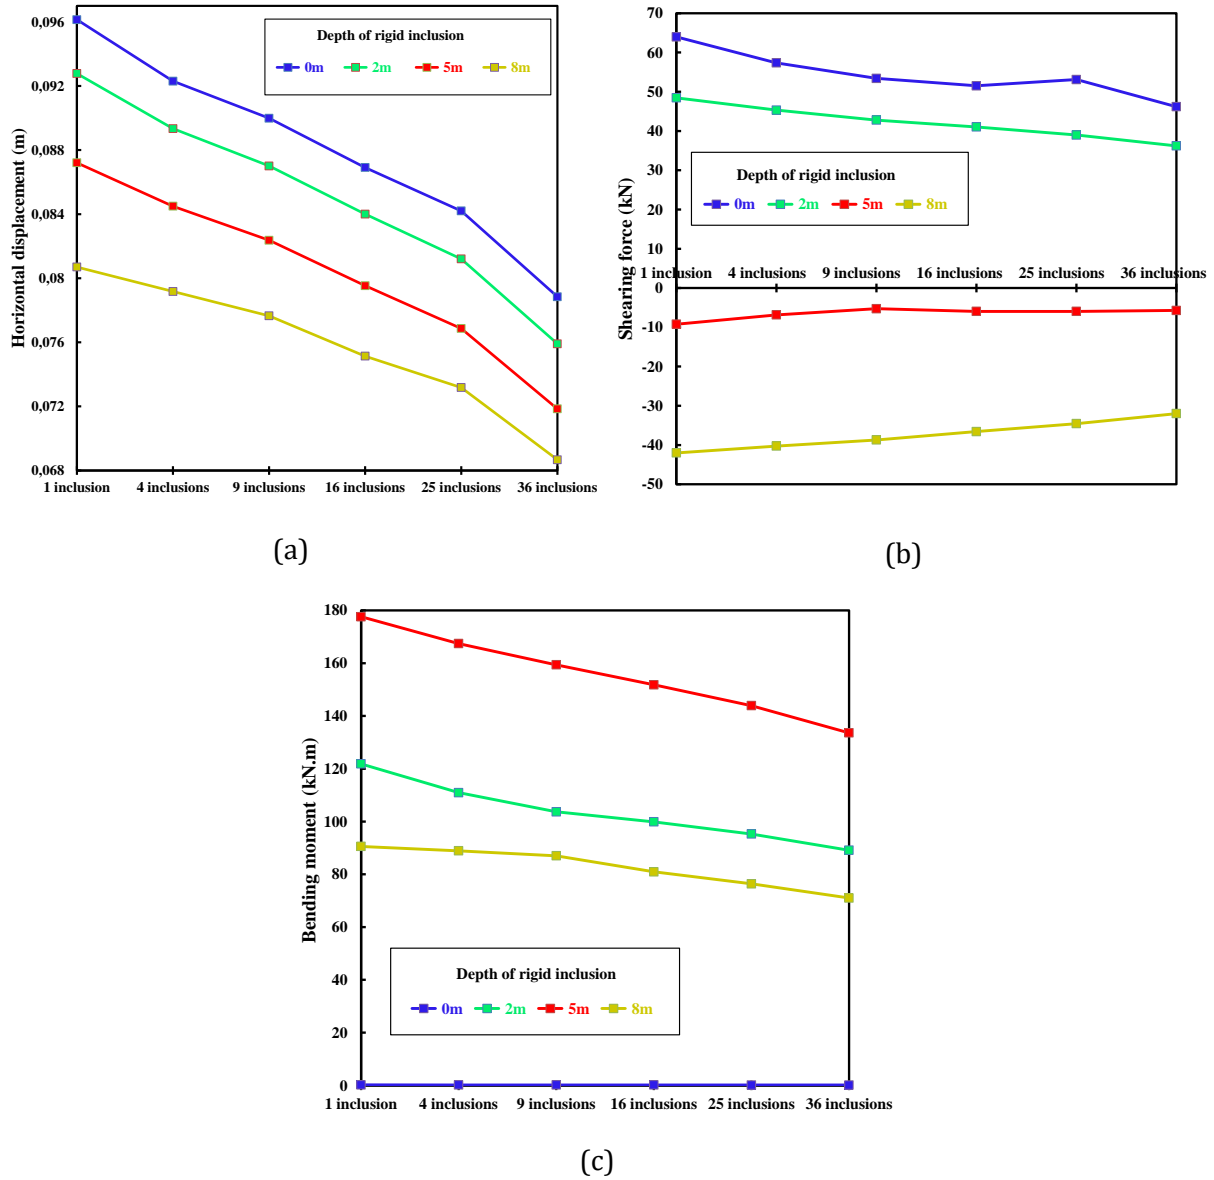 Horizontal displacement (m)
0,096
0,092
0,088
0,084
0,08
0,076
0,072
0,068
Depth of rigid inclusion
0m 2m 5m 8m
1 inclusion 4 inclusions 9 inclusions 16 inclusions 25 inclusions 36 inclusions
(a)
Shearing force (kN)
70
60
50
40
30
20
10
0
-10
-20
-30
-40
-50
Depth of rigid inclusion
0m 2m 5m 8m
1 inclusion 4 inclusions 9 inclusions 16 inclusions 25 inclusions 36 inclusions
(b)
Bending moment (kN.m)
180
160
140
120
100
80
60
40
20
0
Depth of rigid inclusion
0m 2m 5m 8m
1 inclusion 4 inclusions 9 inclusions 16 inclusions 25 inclusions 36 inclusions
(c)